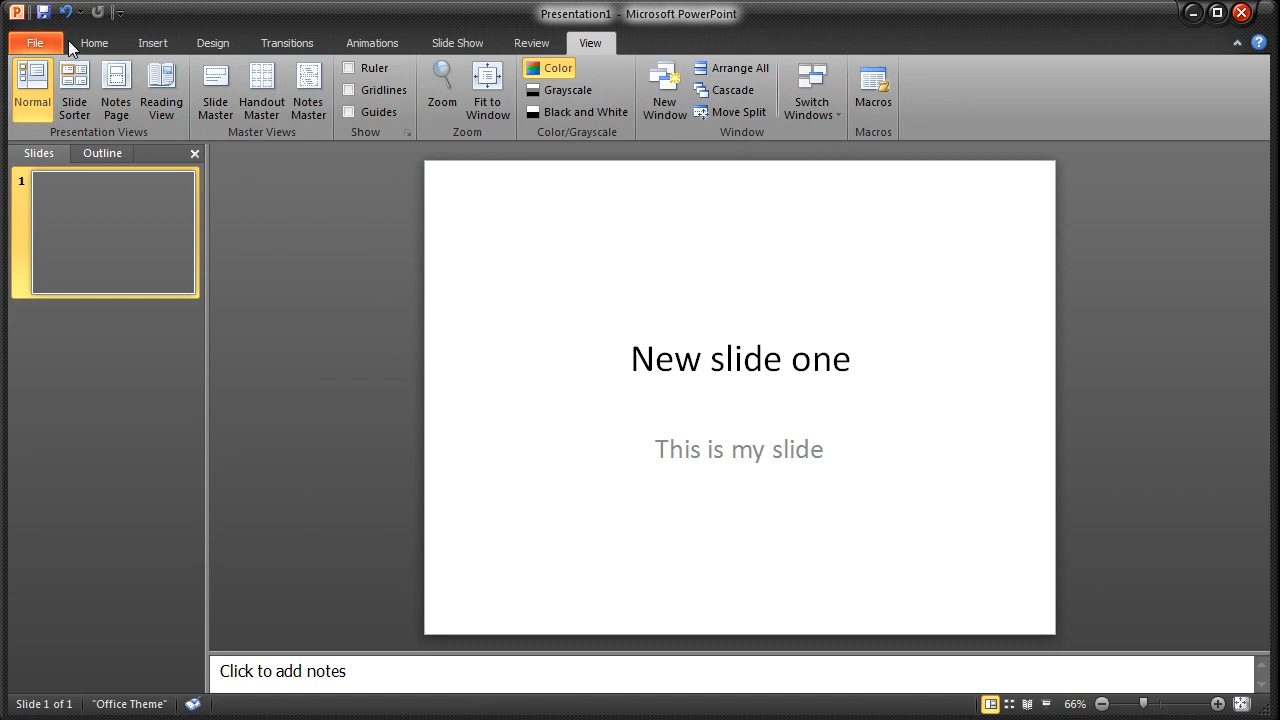 Presentation1 - Microsoft PowerPoint
File Home Insert Design Transitions Animations Slide Show Review View
Normal Slide Sorter Notes Page Reading View
Presentation Views
Slide Master Handout Master Notes Master
Master Views
Ruler
Gridlines
Guides
Show
Zoom Fit to Window
Zoom
Color
Grayscale
Black and White
Color/Grayscale
New Window
Arrange All
Cascade
Move Split
Switch Windows
Window
Macros
Macros
Slides Outline
1
New slide one
This is my slide
Click to add notes
Slide 1 of 1 "Office Theme" 66%